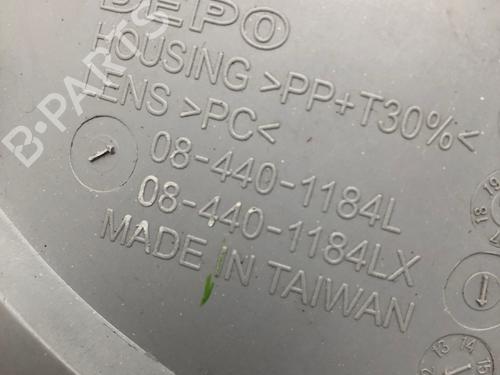 DEPO
HOUSING >PP+T30%<
LENS >PC<
08-440-1184L
08-440-1184LX
MADE IN TAIWAN
B-PARTS